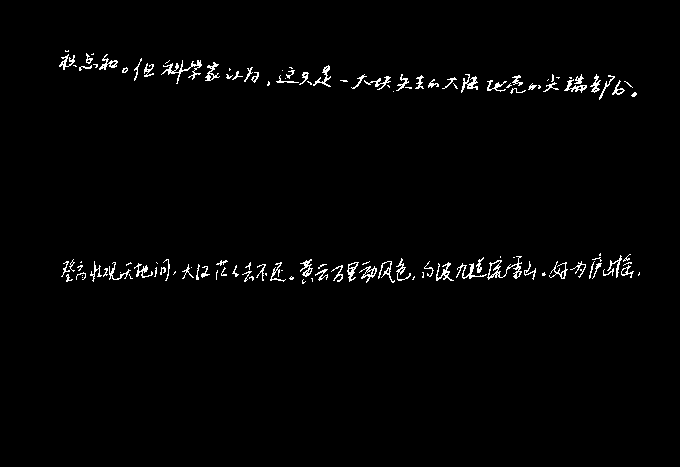 积总和。但科学家认为，这只是一大块失去的大陆地壳的尖端部分。
登高壮观天地间，大江茫茫去不还。黄云万里动风色，白波九道流雪山。好为庐山谣，